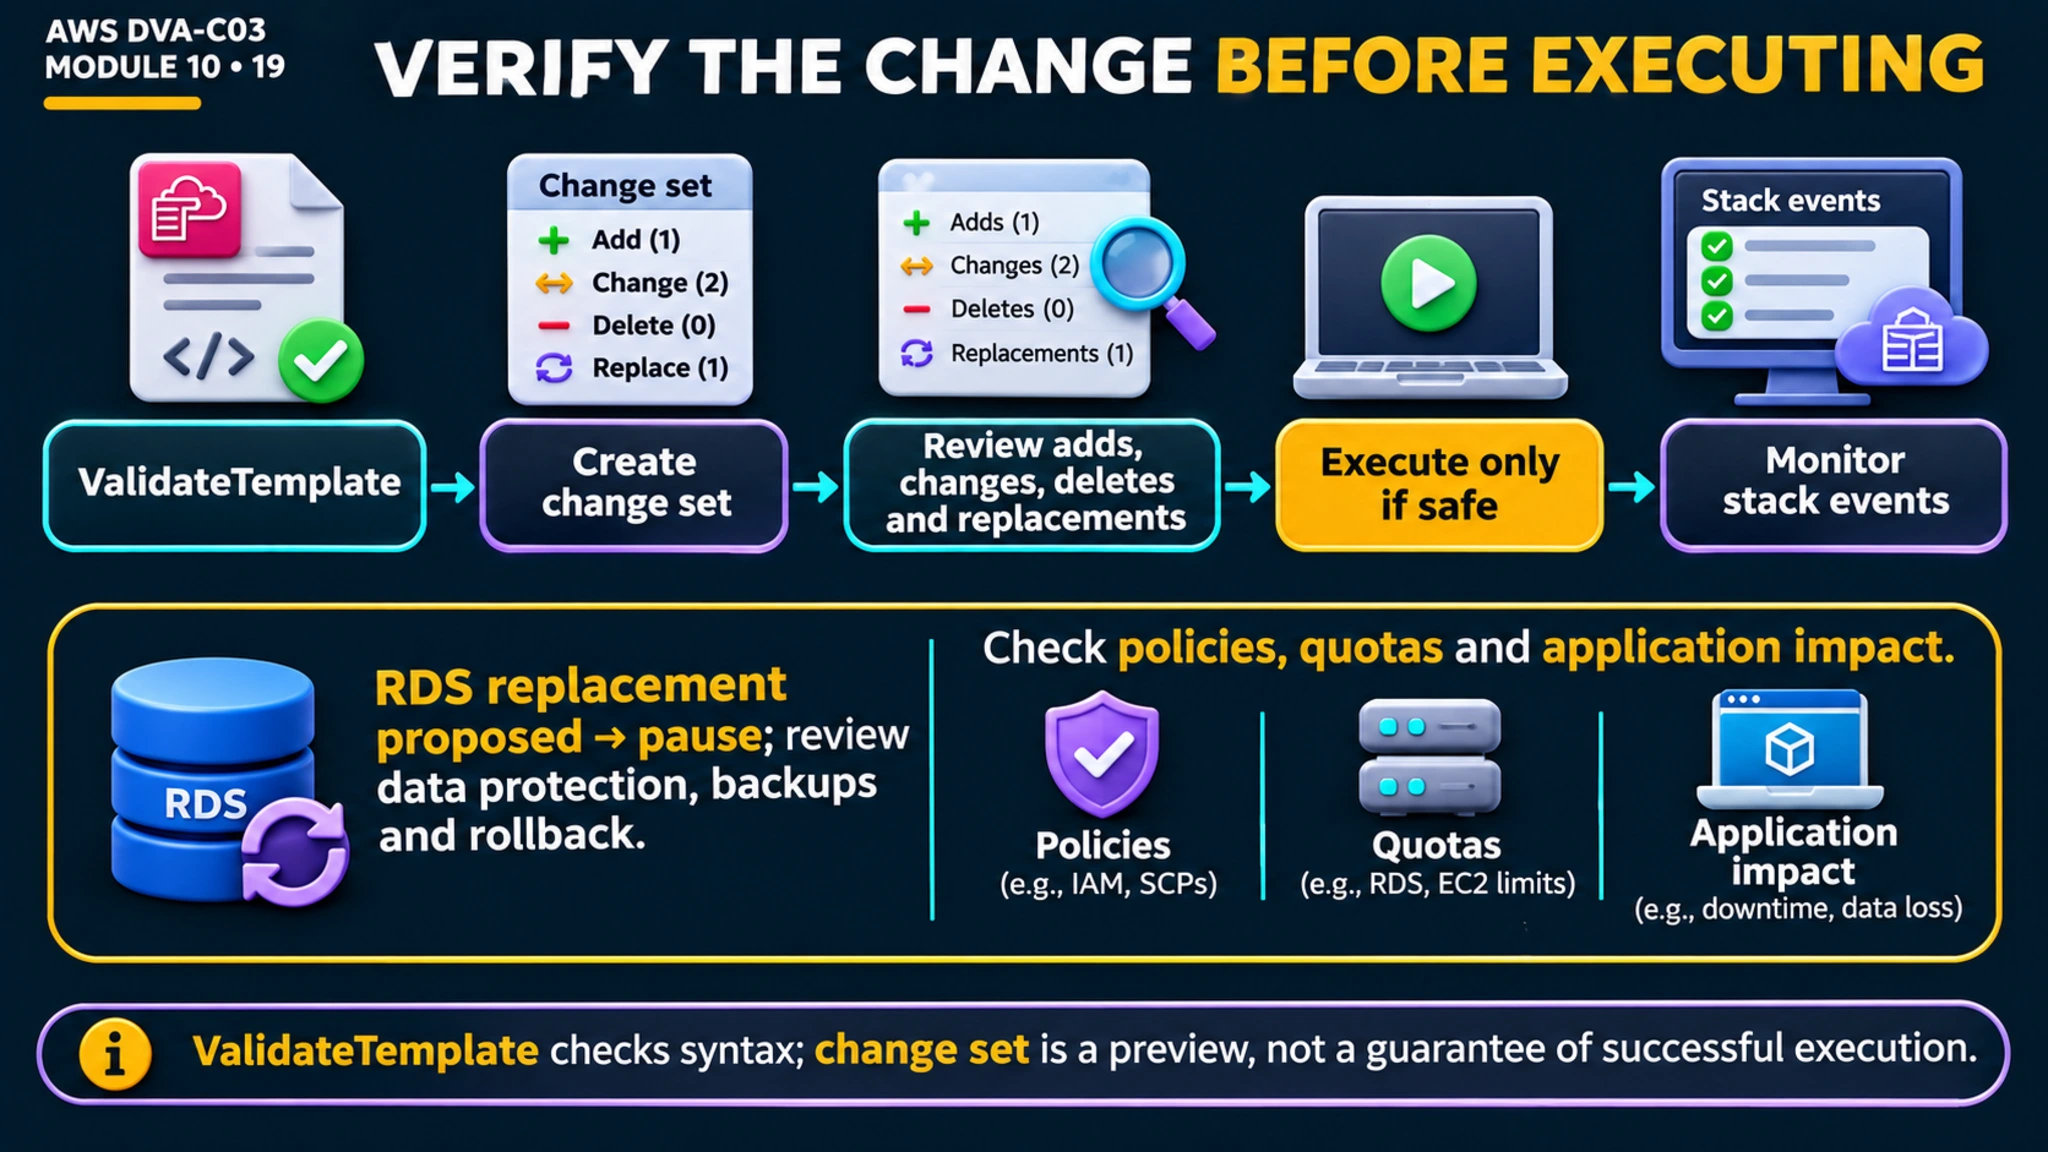 AWS DVA-C03
MODULE 10 • 19
VERIFY THE CHANGE BEFORE EXECUTING
Change set
Add (1)
Change (2)
Delete (0)
Replace (1)
Adds (1)
Changes (2)
Deletes (0)
Replacements (1)
Stack events
ValidateTemplate
Create
change set
Review adds,
changes, deletes
and replacements
Execute only
if safe
Monitor
stack events
RDS
RDS replacement
proposed → pause; review
data protection, backups
and rollback.
Check policies, quotas and application impact.
Policies
(e.g., IAM, SCPs)
Quotas
(e.g., RDS, EC2 limits)
Application
impact
(e.g., downtime, data loss)
ValidateTemplate checks syntax; change set is a preview, not a guarantee of successful execution.